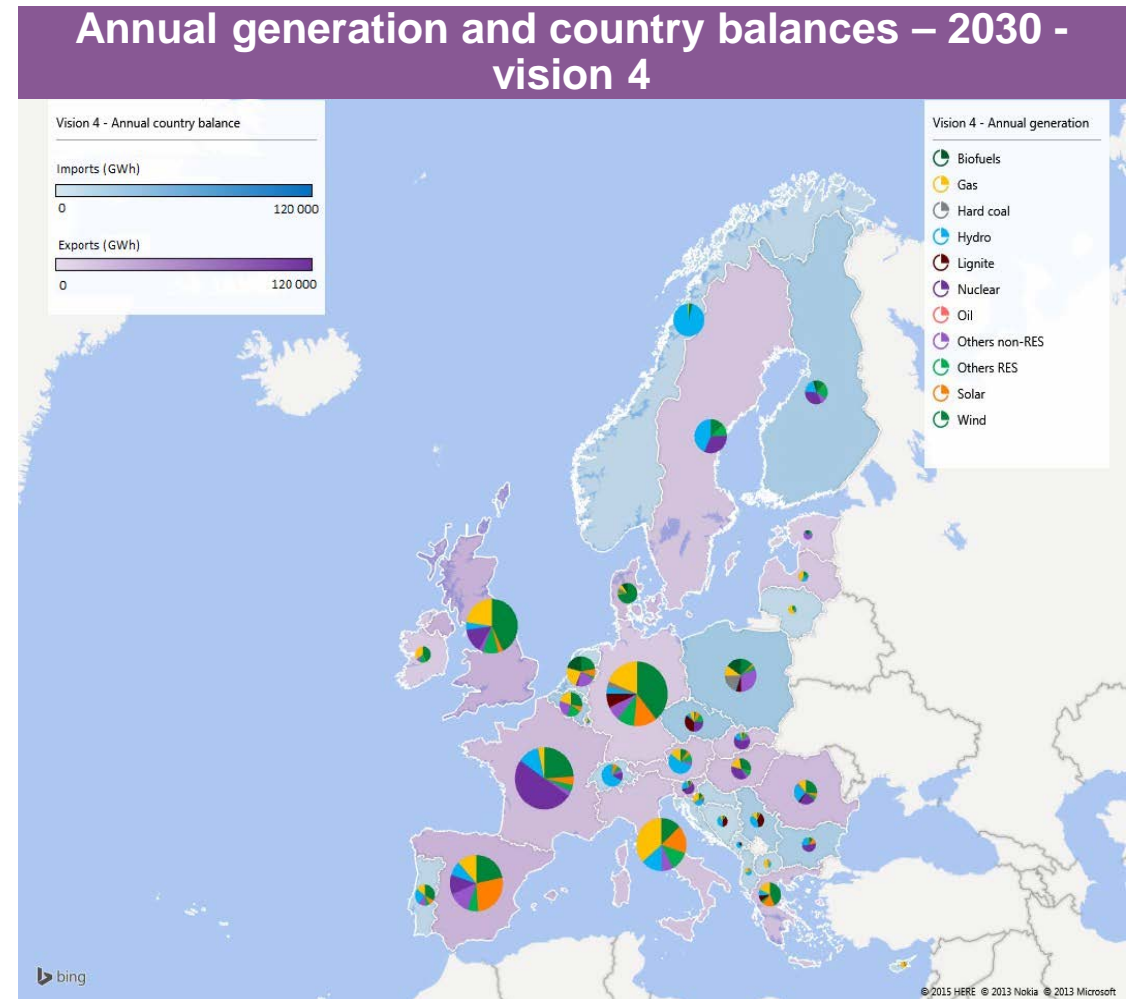 Annual generation and country balances – 2030 -
vision 4
Vision 4 - Annual country balance
Imports (GWh)
0 120 000
Exports (GWh)
0 120 000
Vision 4 - Annual generation
Biofuels
Gas
Hard coal
Hydro
Lignite
Nuclear
Oil
Others non-RES
Others RES
Solar
Wind
bing
© 2015 HERE © 2013 Nokia © 2013 Microsoft